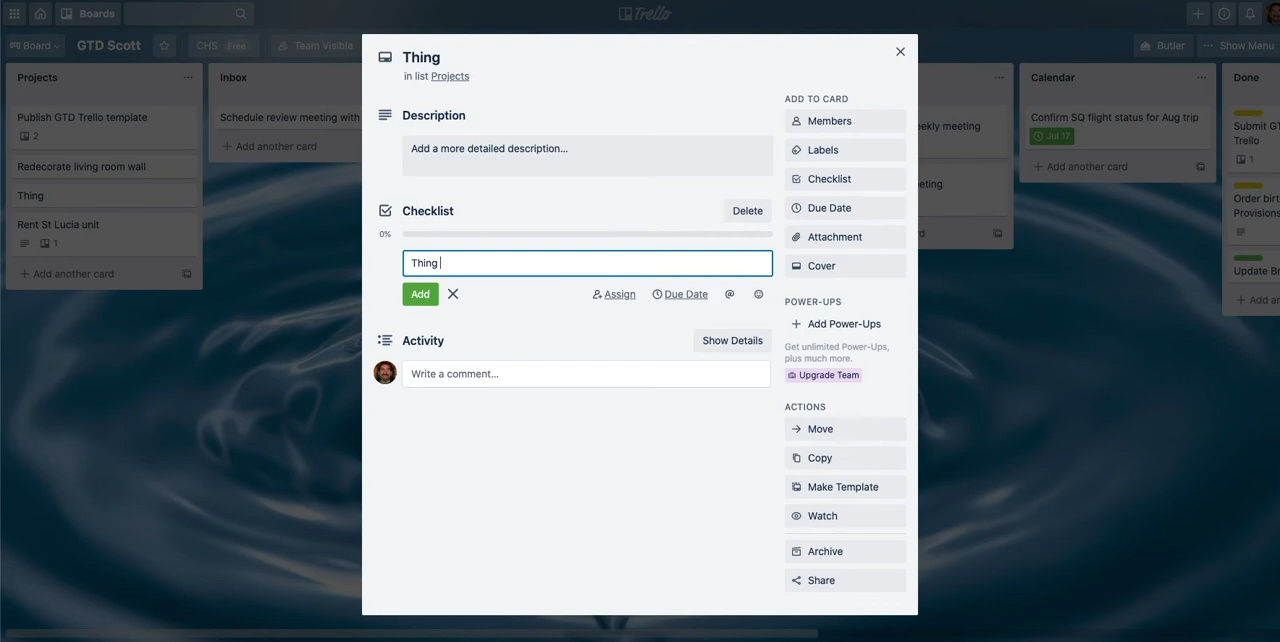 Boards
Trello
Board
GTD Scott
CHS
Free
Team Visible
Butler
Show Menu
Projects
Publish GTD Trello template
2
Redecorate living room wall
Thing
Rent St Lucia unit
1
+ Add another card
Inbox
Schedule review meeting with
+ Add another card
Thing
in list Projects
Description
Add a more detailed description...
Checklist
Delete
0%
Thing
Add
Assign
Due Date
Activity
Show Details
Write a comment...
ADD TO CARD
Members
Labels
Checklist
Due Date
Attachment
Cover
POWER-UPS
+ Add Power-Ups
Get unlimited Power-Ups,
plus much more.
Upgrade Team
ACTIONS
Move
Copy
Make Template
Watch
Archive
Share
meeting
Calendar
Confirm SQ flight status for Aug trip
Jul 17
+ Add another card
Done
Submit GT
Trello
1
Order birt
Provisions
Update Br
+ Add an